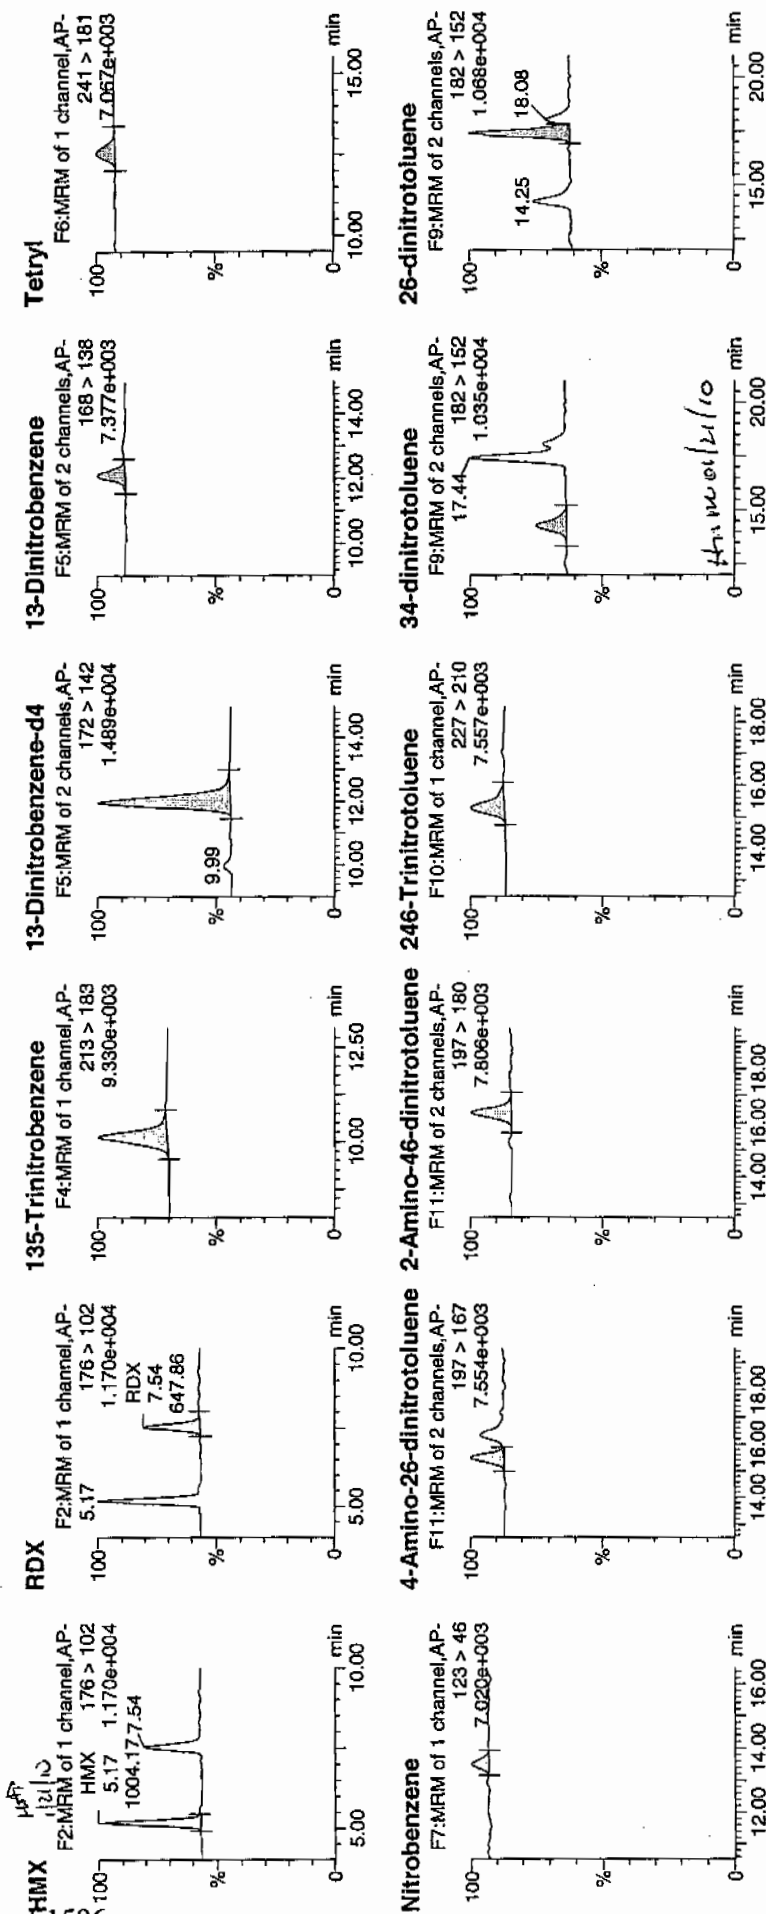 HMX
1/21/10
F2:MRM of 1 channel,AP-
176 > 102
1.170e+004
HMX
5.17
1004.17
7.54
100
%
0
5.00
10.00
min
RDX
F2:MRM of 1 channel,AP-
176 > 102
1.170e+004
5.17
RDX
7.54
647.86
100
%
0
5.00
10.00
min
135-Trinitrobenzene
F4:MRM of 1 channel,AP-
213 > 183
9.330e+003
100
%
0
10.00
12.50
min
13-Dinitrobenzene-d4
F5:MRM of 2 channels,AP-
172 > 142
1.489e+004
9.99
100
%
0
10.00
12.00
14.00
min
13-Dinitrobenzene
F5:MRM of 2 channels,AP-
168 > 138
7.377e+003
100
%
0
10.00
12.00
14.00
min
Tetryl
F6:MRM of 1 channel,AP-
241 > 181
7.067e+003
100
%
0
10.00
15.00
min
Nitrobenzene
F7:MRM of 1 channel,AP-
123 > 46
7.020e+003
100
%
0
12.00
14.00
16.00
min
4-Amino-26-dinitrotoluene
F11:MRM of 2 channels,AP-
197 > 167
7.554e+003
100
%
0
14.00
16.00
18.00
min
2-Amino-46-dinitrotoluene
F11:MRM of 2 channels,AP-
197 > 180
7.806e+003
100
%
0
14.00
16.00
18.00
min
246-Trinitrotoluene
F10:MRM of 1 channel,AP-
227 > 210
7.557e+003
100
%
0
14.00
16.00
18.00
min
34-dinitrotoluene
F9:MRM of 2 channels,AP-
182 > 152
1.035e+004
17.44
100
%
0
15.00
20.00
min
01/21/10
26-dinitrotoluene
F9:MRM of 2 channels,AP-
182 > 152
1.068e+004
14.25
18.08
100
%
0
15.00
20.00
min